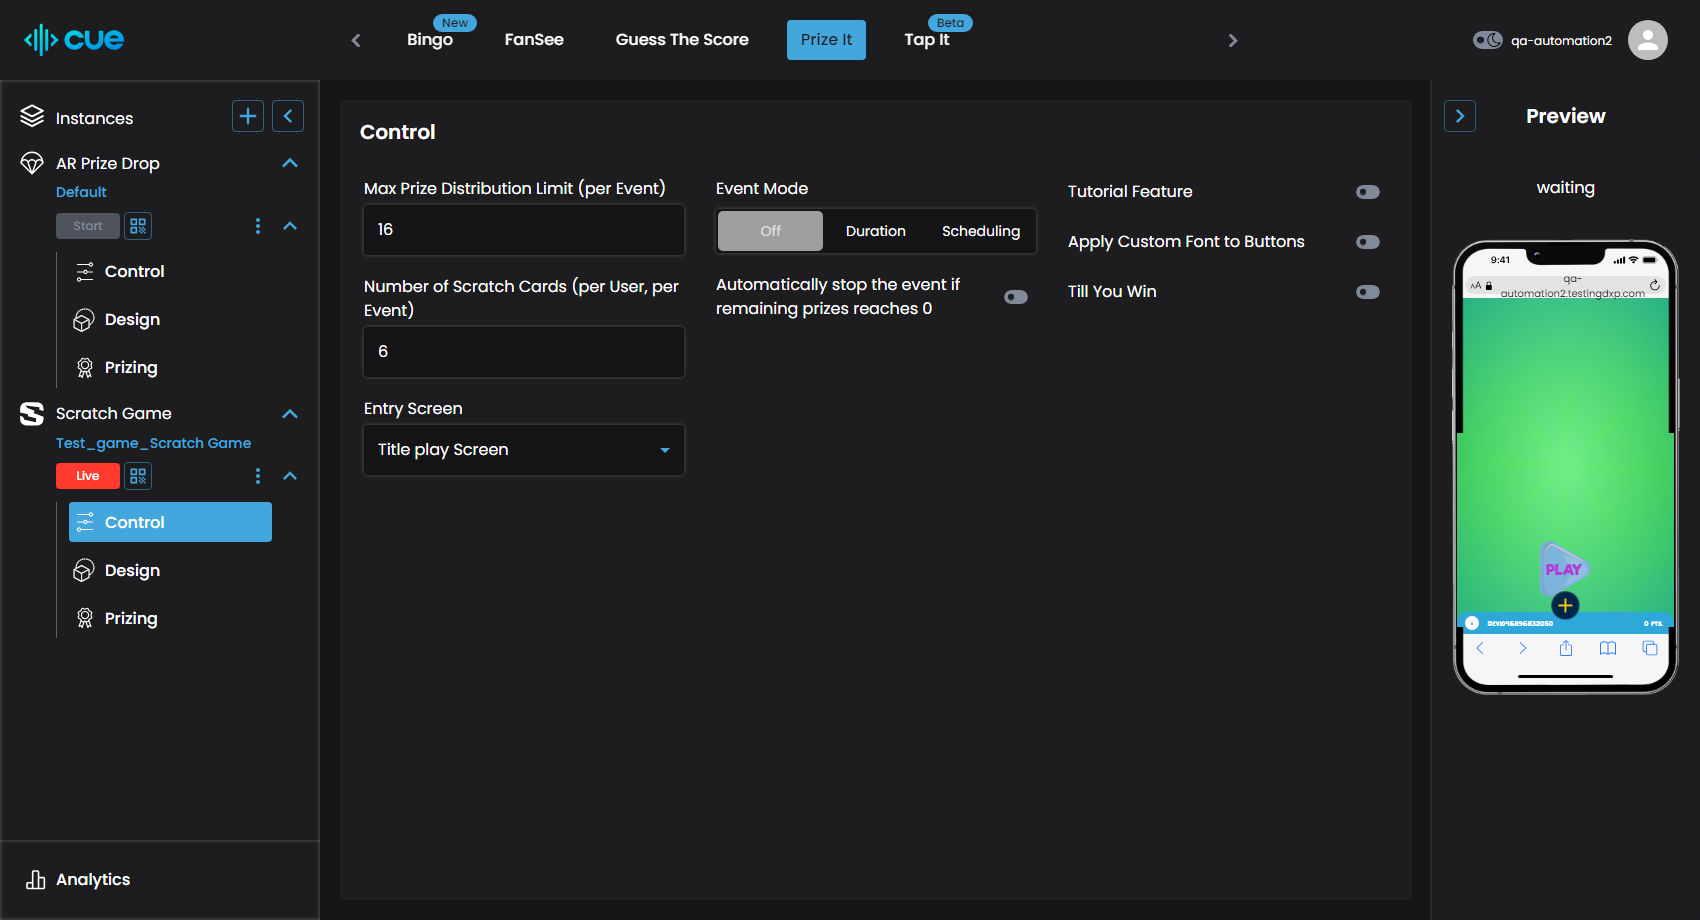 cue
Bingo
New
FanSee
Guess The Score
Prize It
Tap It
Beta
qa-automation2
Instances
AR Prize Drop
Default
Start
Control
Design
Prizing
Scratch Game
Test_game_Scratch Game
Live
Control
Design
Prizing
Analytics
Control
Max Prize Distribution Limit (per Event)
16
Number of Scratch Cards (per User, per
Event)
6
Entry Screen
Title play Screen
Event Mode
Off
Duration
Scheduling
Automatically stop the event if
remaining prizes reaches 0
Tutorial Feature
Apply Custom Font to Buttons
Till You Win
Preview
waiting
9:41
AA
qa-
automation2.testingdxp.com
PLAY
0 PTS.